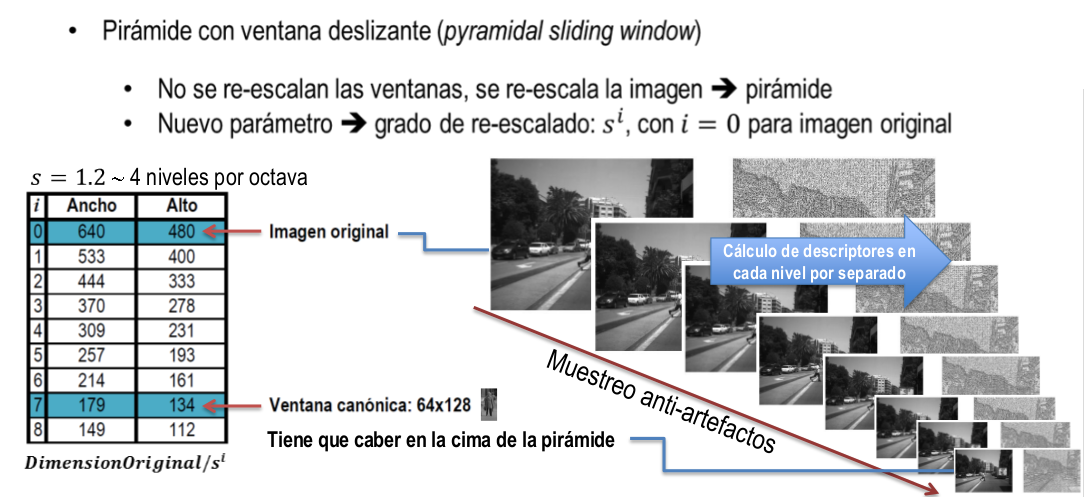 • Pirámide con ventana deslizante (pyramidal sliding window)
• No se re-escalan las ventanas, se re-escala la imagen ➔ pirámide
• Nuevo parámetro ➔ grado de re-escalado: sⁱ, con i = 0 para imagen original
s = 1.2 ~ 4 niveles por octava
i Ancho Alto
0 640 480
1 533 400
2 444 333
3 370 278
4 309 231
5 257 193
6 214 161
7 179 134
8 149 112
DimensionOriginal/sⁱ
Imagen original
Ventana canónica: 64x128
Tiene que caber en la cima de la pirámide
Cálculo de descriptores en
cada nivel por separado
Muestreo anti-artefactos